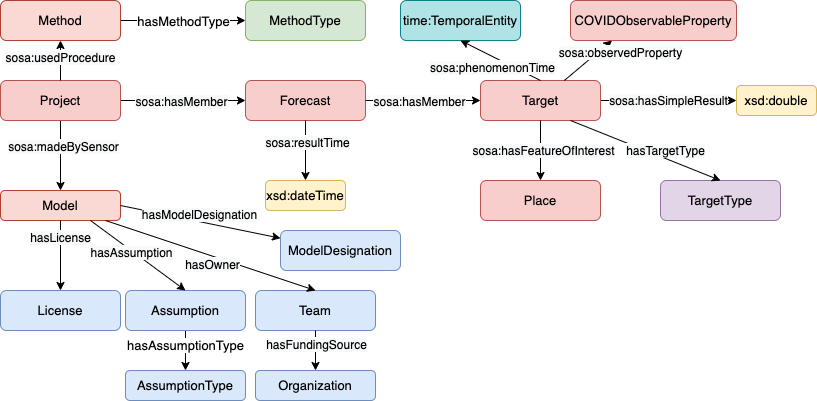 Method
hasMethodType
MethodType
time:TemporalEntity
COVIDObservableProperty
sosa:usedProcedure
sosa:phenomenonTime
sosa:observedProperty
Project
sosa:hasMember
Forecast
sosa:hasMember
Target
sosa:hasSimpleResult
xsd:double
sosa:madeBySensor
sosa:resultTime
sosa:hasFeatureOfInterest
hasTargetType
xsd:dateTime
Place
TargetType
Model
hasModelDesignation
hasLicense
hasAssumption
hasOwner
ModelDesignation
License
Assumption
Team
hasAssumptionType
hasFundingSource
AssumptionType
Organization